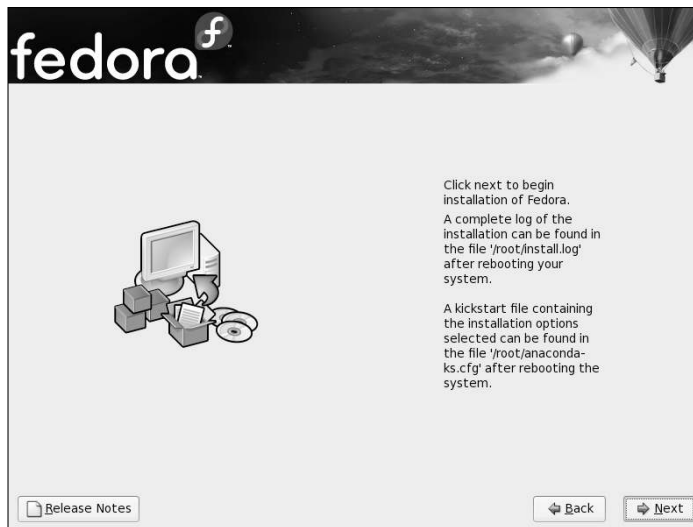 fedora
Click next to begin
installation of Fedora.
A complete log of the
installation can be found in
the file '/root/install.log'
after rebooting your
system.
A kickstart file containing
the installation options
selected can be found in
the file '/root/anaconda-
ks.cfg' after rebooting the
system.
Release Notes
Back
Next